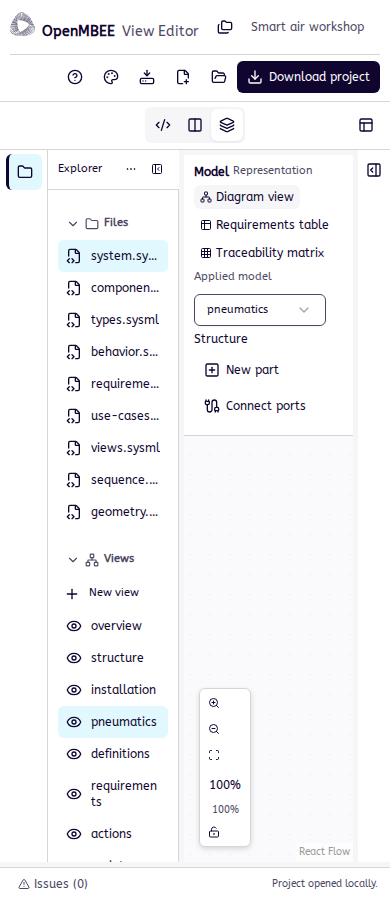 OpenMBEE View Editor
Smart air workshop
Download project
Explorer
...
Files
system.sy...
componen...
types.sysml
behavior.s...
requireme...
use-cases...
views.sysml
sequence....
geometry....
Views
New view
overview
structure
installation
pneumatics
definitions
requiremen
ts
actions
Model Representation
Diagram view
Requirements table
Traceability matrix
Applied model
pneumatics
Structure
New part
Connect ports
100%
100%
React Flow
Issues (0)
Project opened locally.